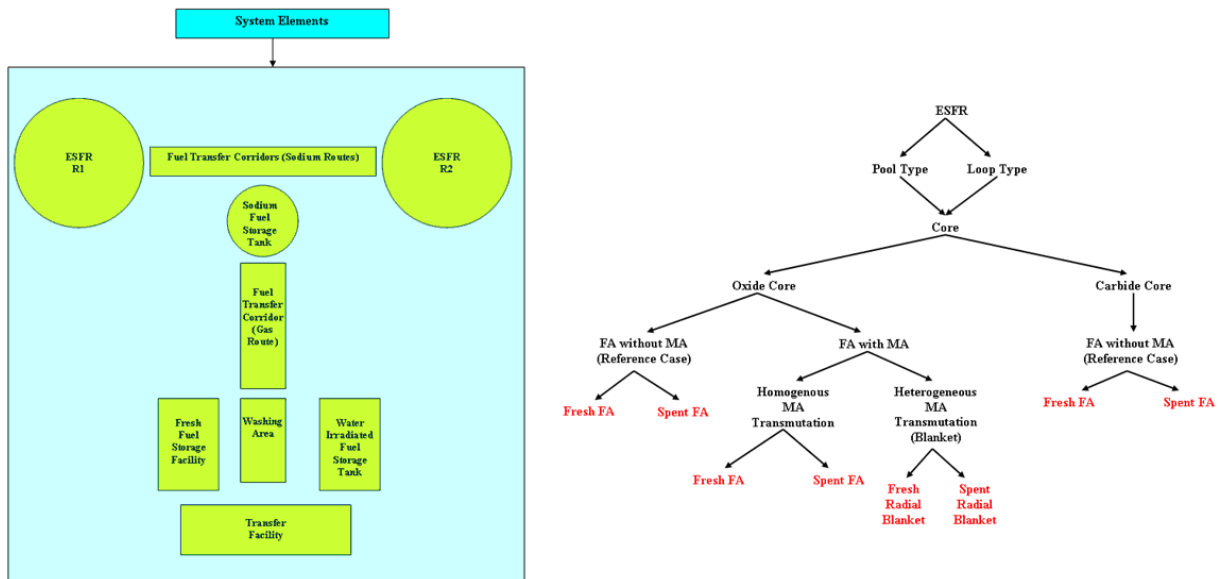 System Elements
ESFR
R1
Fuel Transfer Corridors (Sodium Routes)
ESFR
R2
Sodium
Fuel
Storage
Tank
Fuel
Transfer
Corridor
(Gas
Route)
Fresh
Fuel
Storage
Facility
Washing
Area
Water
Irradiated
Fuel
Storage
Tank
Transfer
Facility
ESFR
Pool Type
Loop Type
Core
Oxide Core
Carbide Core
FA without MA
(Reference Case)
FA with MA
FA without MA
(Reference Case)
Fresh FA
Spent FA
Homogenous
MA
Transmutation
Heterogeneous
MA
Transmutation
(Blanket)
Fresh FA
Spent FA
Fresh FA
Spent FA
Fresh
Radial
Blanket
Spent
Radial
Blanket